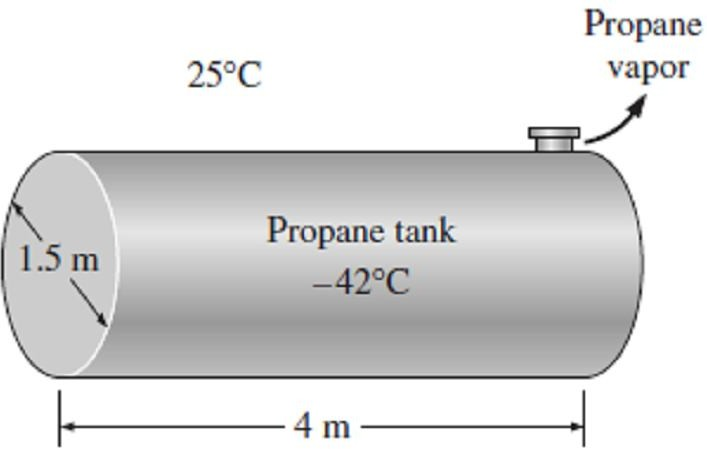 Propane
vapor
25°C
Propane tank
–42°C
1.5 m
4 m